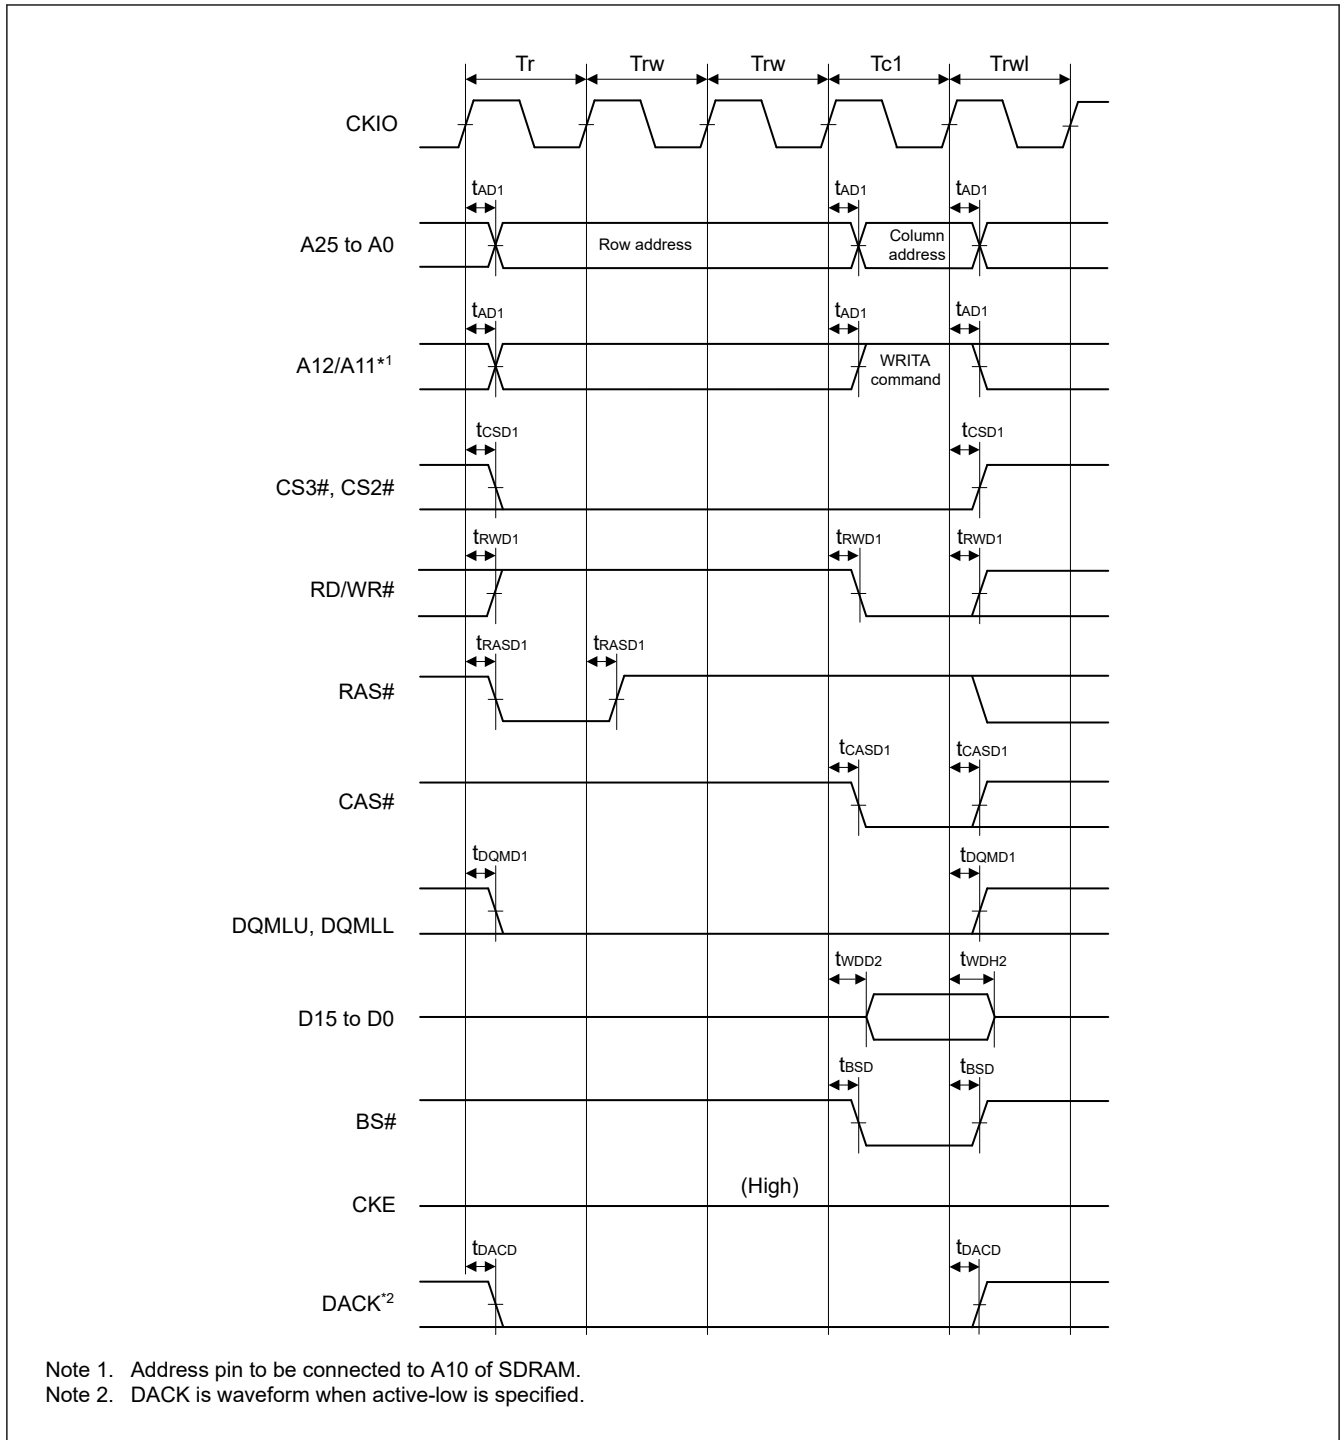 Tr Trw Trw Tc1 Trwl
CKIO
tAD1 tAD1 tAD1
A25 to A0 Row address Column address
tAD1 tAD1 tAD1
A12/A11*1 WRITA command
tCSD1 tCSD1
CS3#, CS2#
tRWD1 tRWD1 tRWD1
RD/WR#
tRASD1 tRASD1
RAS#
tCASD1 tCASD1
CAS#
tDQMD1 tDQMD1
DQMLU, DQMLL
tWDD2 tWDH2
D15 to D0
tBSD tBSD
BS#
(High)
CKE
tDACD tDACD
DACK*2
Note 1. Address pin to be connected to A10 of SDRAM.
Note 2. DACK is waveform when active-low is specified.